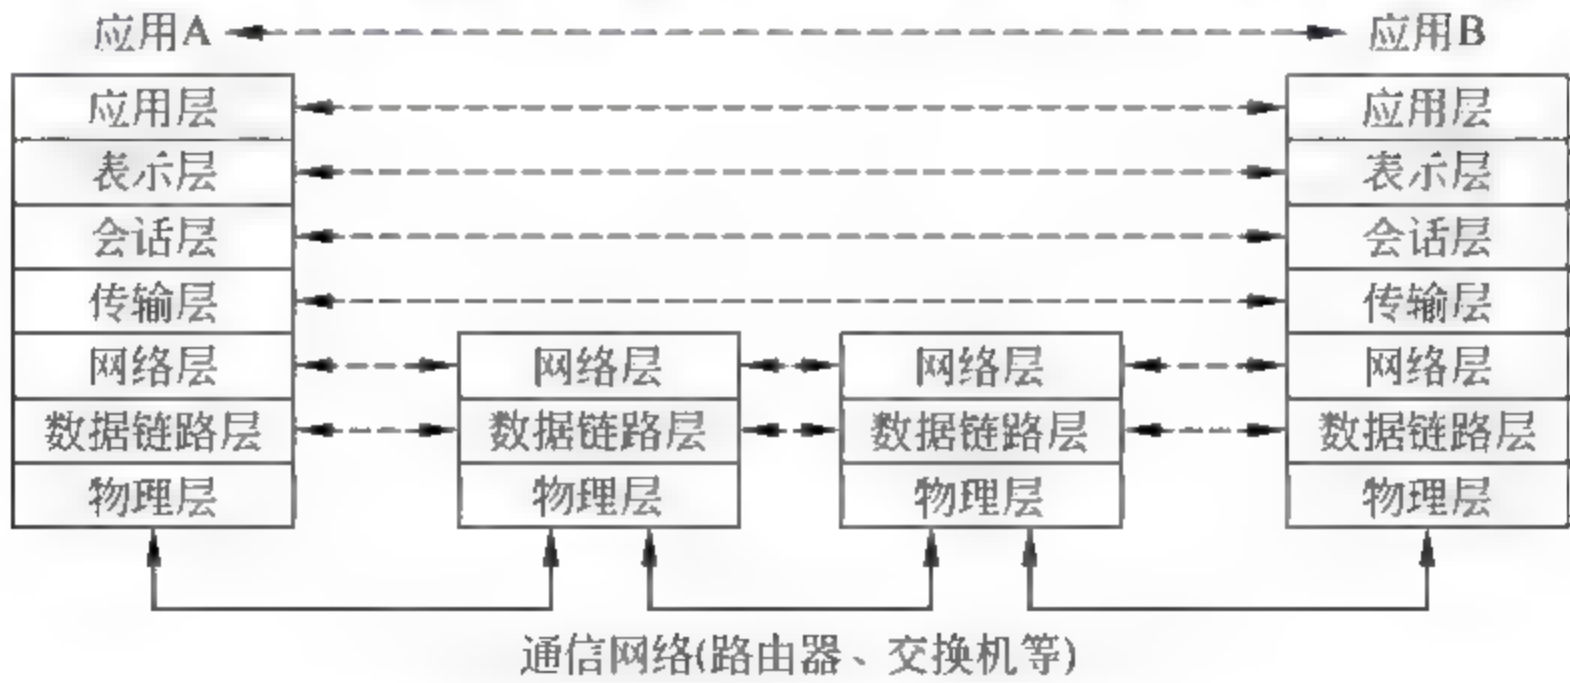 应用A 应用B
应用层 应用层
表示层 表示层
会话层 会话层
传输层 传输层
网络层 网络层 网络层 网络层
数据链路层 数据链路层 数据链路层 数据链路层
物理层 物理层 物理层 物理层
通信网络(路由器、交换机等)